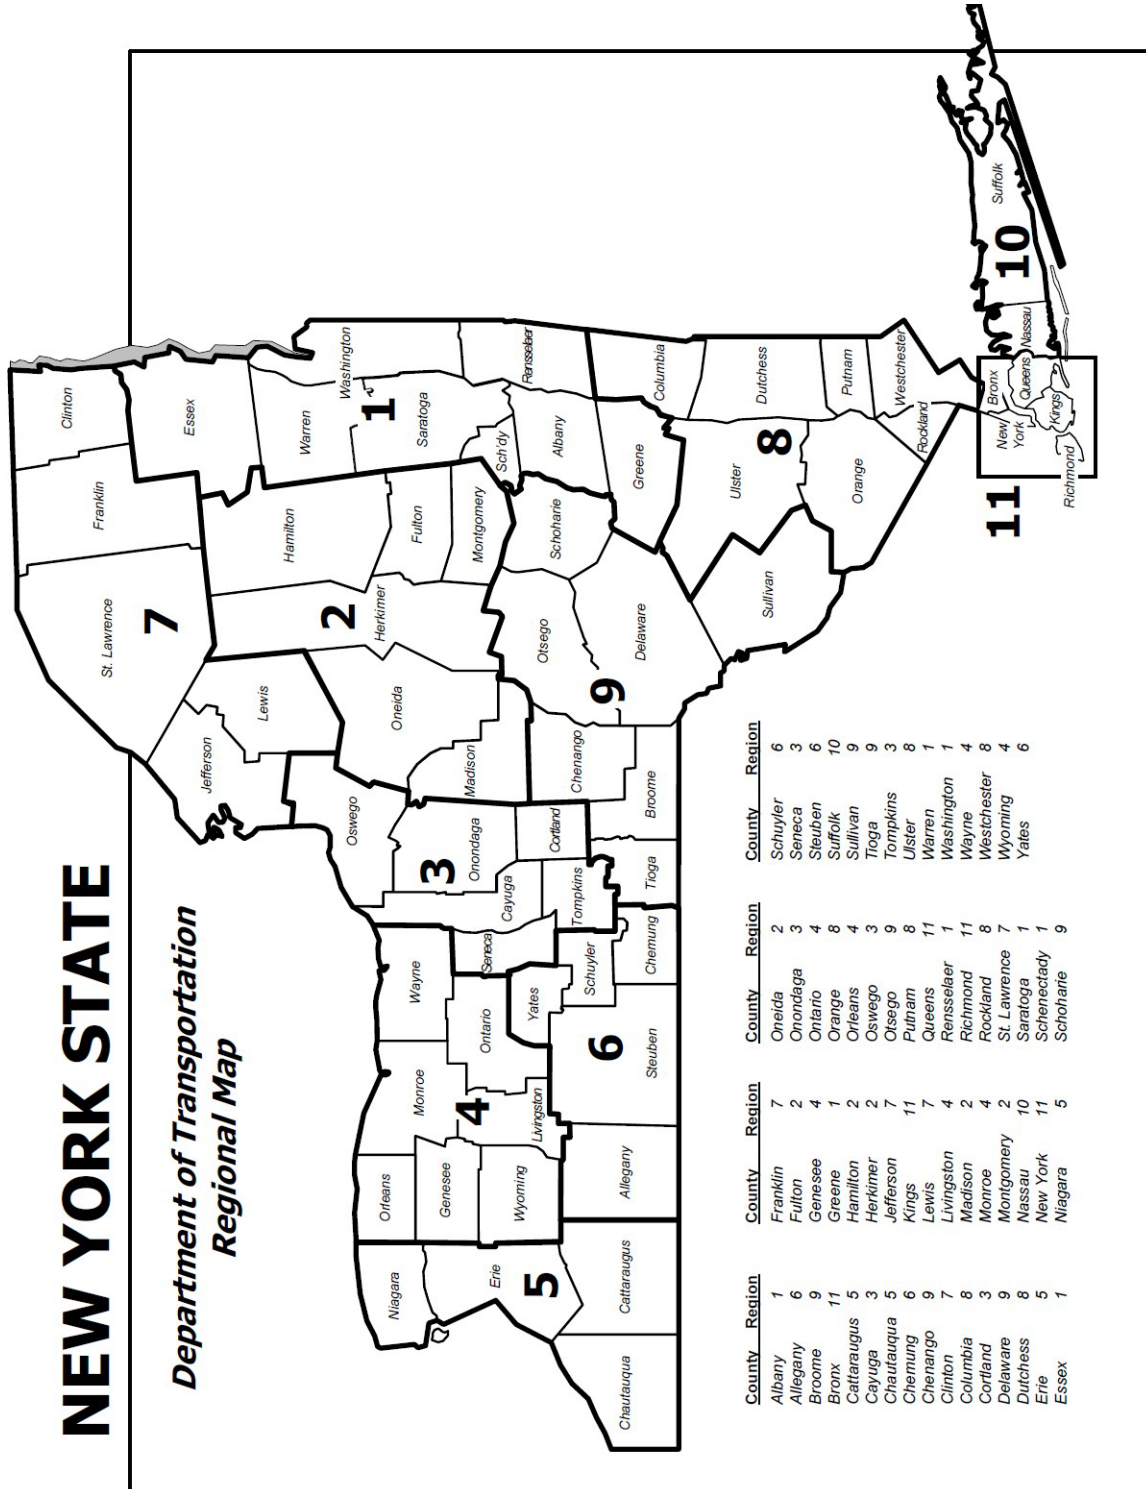 NEW YORK STATE
Department of Transportation
Regional Map
Clinton
Franklin
St. Lawrence
7
Essex
Jefferson
Lewis
Hamilton
Warren
Washington
1
Saratoga
Fulton
Herkimer
2
Oneida
Oswego
Montgomery
Sch'dy
Rensselaer
Albany
Schoharie
Otsego
Madison
Onondaga
3
Cayuga
Cortland
Tompkins
Seneca
Wayne
Ontario
Yates
Monroe
4
Livingston
Orleans
Genesee
Wyoming
Niagara
Erie
5
Chautauqua
Cattaraugus
Allegany
Steuben
6
Schuyler
Chemung
Tioga
Broome
Chenango
9
Delaware
Greene
Columbia
Ulster
8
Dutchess
Sullivan
Orange
Putnam
Westchester
Rockland
11
New
York
Bronx
Queens
Kings
Richmond
Nassau
10
Suffolk
County Region
Albany 1
Allegany 6
Broome 9
Bronx 11
Cattaraugus 5
Cayuga 3
Chautauqua 5
Chemung 6
Chenango 9
Clinton 7
Columbia 8
Cortland 3
Delaware 9
Dutchess 8
Erie 5
Essex 1
County Region
Franklin 7
Fulton 2
Genesee 4
Greene 1
Hamilton 2
Herkimer 2
Jefferson 7
Kings 11
Lewis 7
Livingston 4
Madison 2
Monroe 4
Montgomery 2
Nassau 10
New York 11
Niagara 5
County Region
Oneida 2
Onondaga 3
Ontario 4
Orange 8
Orleans 4
Oswego 3
Otsego 9
Putnam 8
Queens 11
Rensselaer 1
Richmond 11
Rockland 8
St. Lawrence 7
Saratoga 1
Schenectady 1
Schoharie 9
County Region
Schuyler 6
Seneca 3
Steuben 6
Suffolk 10
Sullivan 9
Tioga 9
Tompkins 3
Ulster 8
Warren 1
Washington 1
Wayne 4
Westchester 8
Wyoming 4
Yates 6